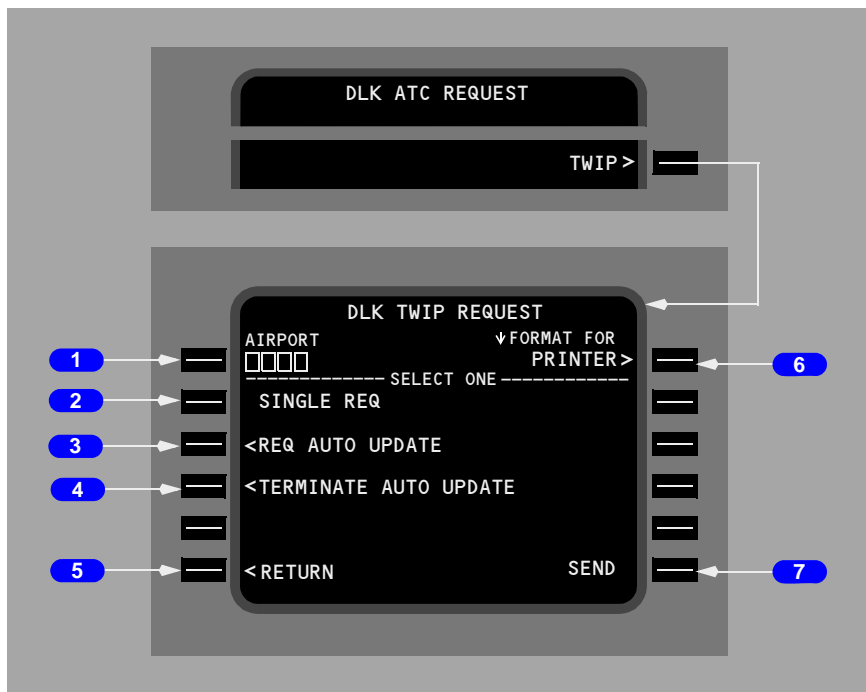 DLK ATC REQUEST
TWIP>
DLK TWIP REQUEST
AIRPORT ↓FORMAT FOR
□□□□ PRINTER>
------------- SELECT ONE -------------
SINGLE REQ
<REQ AUTO UPDATE
<TERMINATE AUTO UPDATE
<RETURN SEND
1
2
3
4
5
6
7